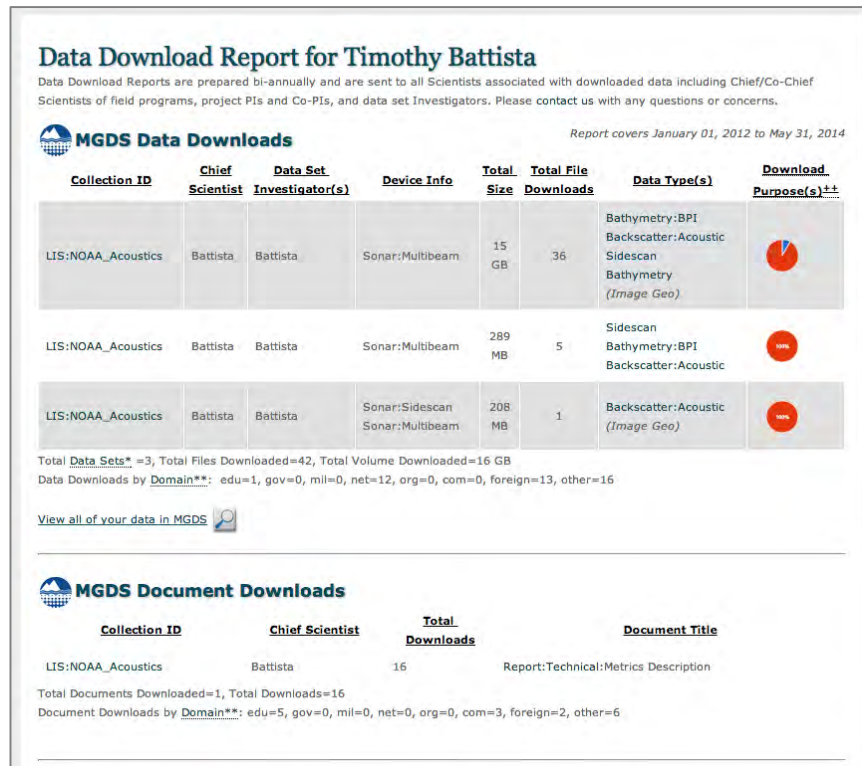 Data Download Report for Timothy Battista
Data Download Reports are prepared bi-annually and are sent to all Scientists associated with downloaded data including Chief/Co-Chief
Scientists of field programs, project PIs and Co-PIs, and data set Investigators. Please contact us with any questions or concerns.
MGDS Data Downloads
Report covers January 01, 2012 to May 31, 2014
Collection ID Chief Scientist Data Set Investigator(s) Device Info Total Size Total File Downloads Data Type(s) Download Purpose(s)++
LIS:NOAA_Acoustics Battista Battista Sonar:Multibeam 15 GB 36 Bathymetry:BPI
Backscatter:Acoustic
Sidescan
Bathymetry
(Image Geo)
LIS:NOAA_Acoustics Battista Battista Sonar:Multibeam 289 MB 5 Sidescan
Bathymetry:BPI
Backscatter:Acoustic
100%
LIS:NOAA_Acoustics Battista Battista Sonar:Sidescan
Sonar:Multibeam 208 MB 1 Backscatter:Acoustic
(Image Geo)
100%
Total Data Sets* =3, Total Files Downloaded=42, Total Volume Downloaded=16 GB
Data Downloads by Domain**: edu=1, gov=0, mil=0, net=12, org=0, com=0, foreign=13, other=16
View all of your data in MGDS
MGDS Document Downloads
Collection ID Chief Scientist Total Downloads Document Title
LIS:NOAA_Acoustics Battista 16 Report:Technical:Metrics Description
Total Documents Downloaded=1, Total Downloads=16
Document Downloads by Domain**: edu=5, gov=0, mil=0, net=0, org=0, com=3, foreign=2, other=6